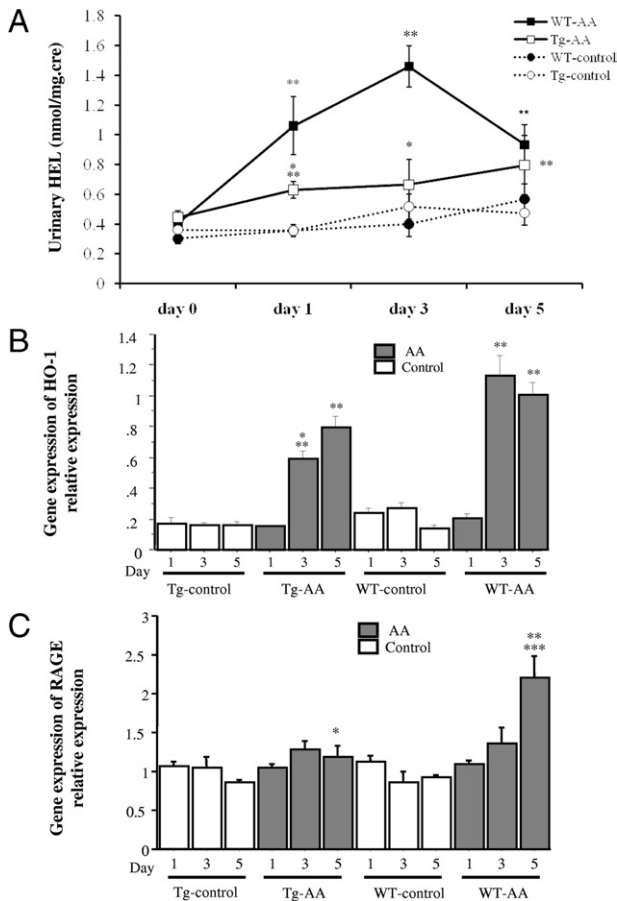 A
Urinary HEL (nmol/mg.cre)
1.8
1.6
1.4
1.2
1
0.8
0.6
0.4
0.2
0
**
**
*
**
*
**
**
WT-AA
Tg-AA
WT-control
Tg-control
day 0 day 1 day 3 day 5
B
Gene expression of HO-1
relative expression
1.4
1.2
1
.8
.6
.4
.2
0
AA
Control
*
**
**
**
**
1 3 5 1 3 5 1 3 5 1 3 5
Day
Tg-control Tg-AA WT-control WT-AA
C
Gene expression of RAGE
relative expression
3
2.5
2
1.5
1
0.5
0
AA
Control
*
**
***
1 3 5 1 3 5 1 3 5 1 3 5
Day
Tg-control Tg-AA WT-control WT-AA